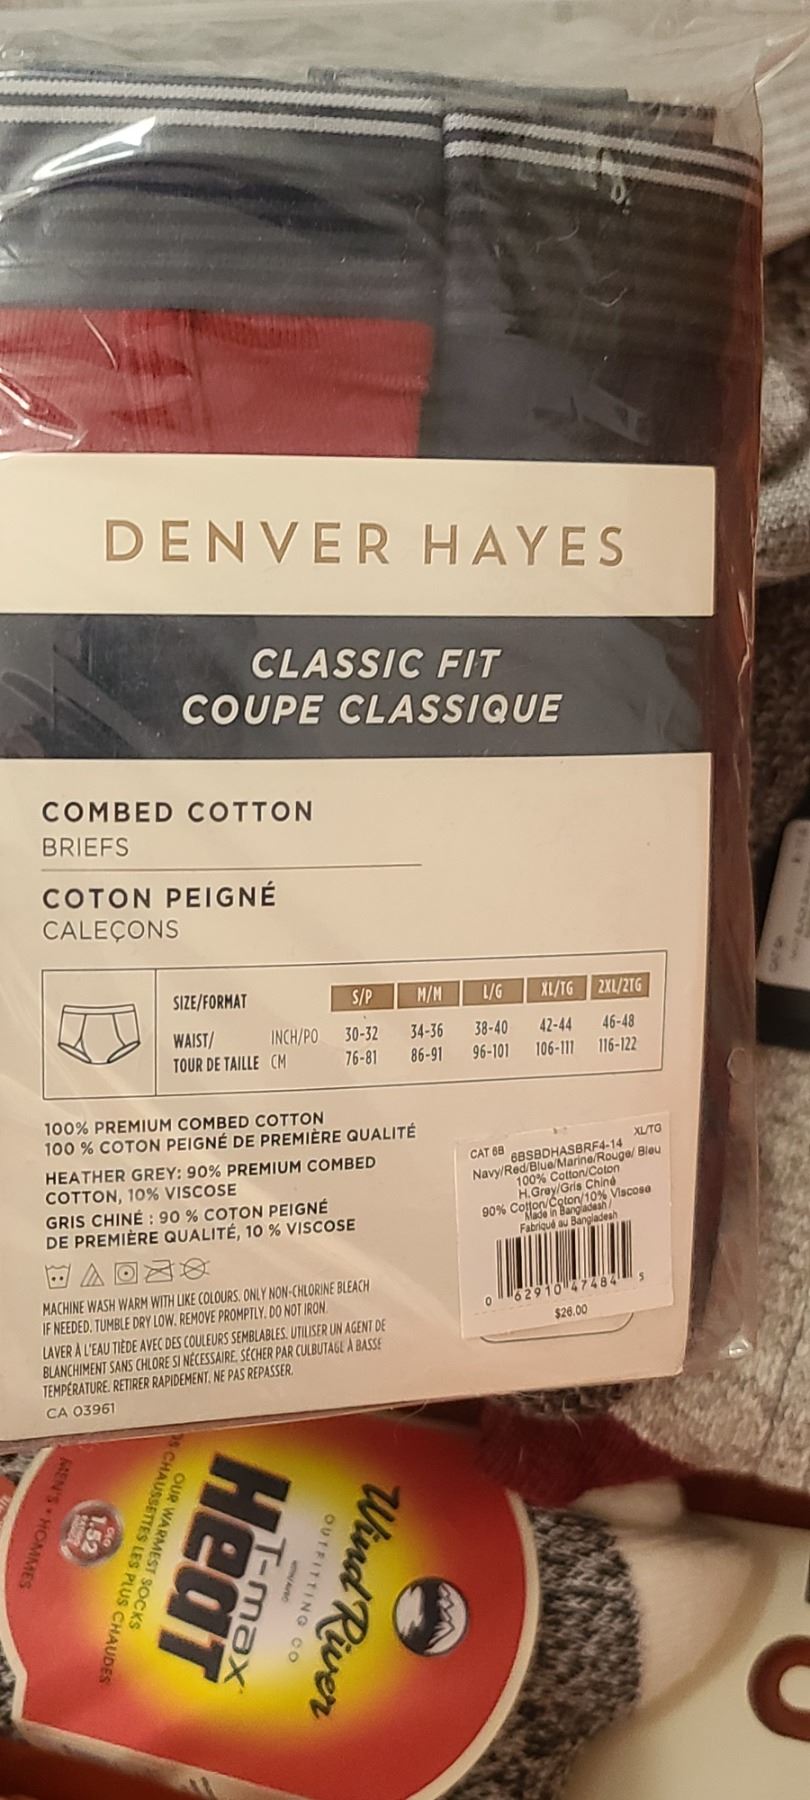 DENVER HAYES
CLASSIC FIT
COUPE CLASSIQUE
COMBED COTTON
BRIEFS
COTON PEIGNÉ
CALEÇONS
SIZE/FORMAT S/P M/M L/G XL/TG 2XL/2TG
WAIST/ INCH/PO 30-32 34-36 38-40 42-44 46-48
TOUR DE TAILLE CM 76-81 86-91 96-101 106-111 116-122
100% PREMIUM COMBED COTTON
100 % COTON PEIGNÉ DE PREMIÈRE QUALITÉ
HEATHER GREY: 90% PREMIUM COMBED
COTTON, 10% VISCOSE
GRIS CHINÉ : 90 % COTON PEIGNÉ
DE PREMIÈRE QUALITÉ, 10 % VISCOSE
MACHINE WASH WARM WITH LIKE COLOURS. ONLY NON-CHLORINE BLEACH
IF NEEDED. TUMBLE DRY LOW. REMOVE PROMPTLY. DO NOT IRON.
LAVER À L'EAU TIÈDE AVEC DES COULEURS SEMBLABLES. UTILISER UN AGENT DE
BLANCHIMENT SANS CHLORE SI NÉCESSAIRE. SÉCHER PAR CULBUTAGE À BASSE
TEMPÉRATURE. RETIRER RAPIDEMENT. NE PAS REPASSER.
CA 03961
XL/TG
CAT 6B 6BSBDHASBRF4-14
Navy/Red/Blue/Marine/Rouge/ Bleu
100% Cotton/Coton
H.Grey/Gris Chiné
90% Cotton/Coton/10% Viscose
Made in Bangladesh /
Fabriqué au Bangladesh
0 62910 47484 5
$26.00
Wind River
OUTFITTING CO
T-max
Heat
OUR WARMEST SOCKS
CHAUSSETTES LES PLUS CHAUDES
1.52
MEN'S • HOMMES